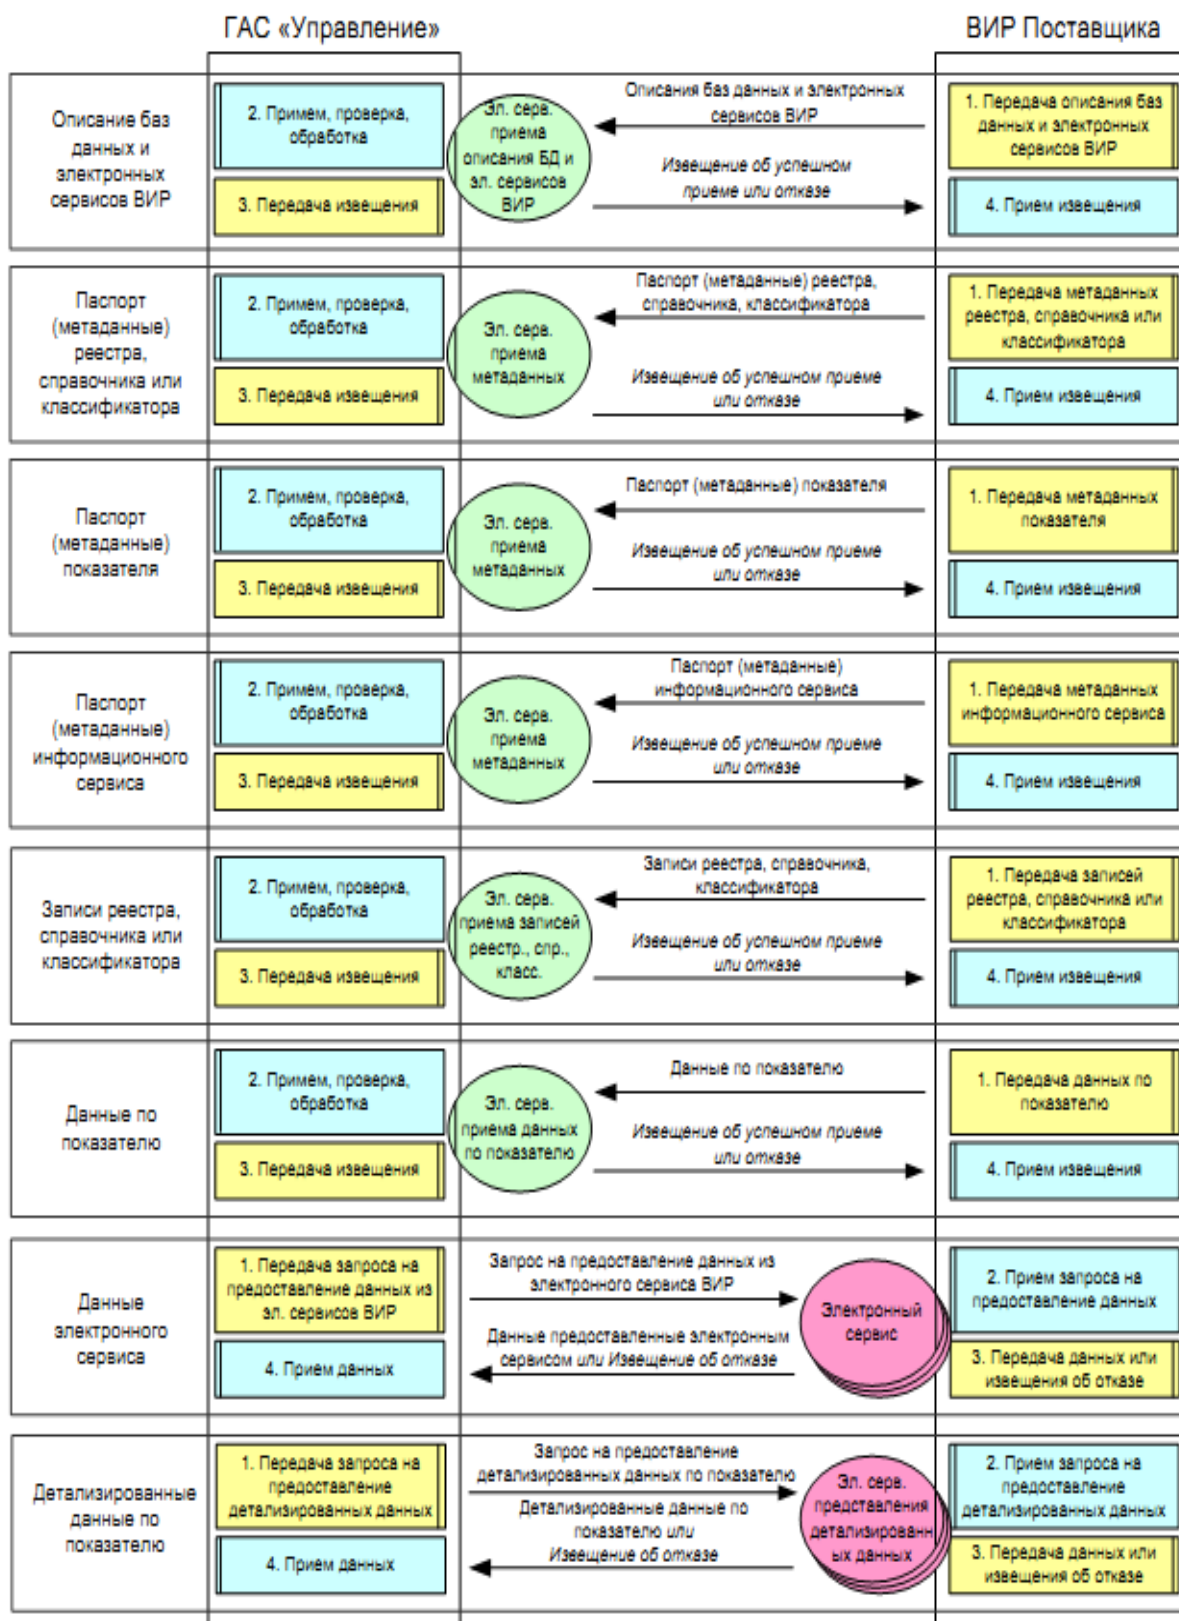 ГАС «Управление»
ВИР Поставщика
Описание баз
данных и
электронных
сервисов ВИР
2. Примем, проверка,
обработка
3. Передача извещения
Эл. серв.
приема
описания БД и
эл. сервисов
ВИР
Описания баз данных и электронных
сервисов ВИР
Извещение об успешном
приеме или отказе
1. Передача описания баз
данных и электронных
сервисов ВИР
4. Прием извещения
Паспорт
(метаданные)
реестра,
справочника или
классификатора
2. Примем, проверка,
обработка
3. Передача извещения
Эл. серв.
приема
метаданных
Паспорт (метаданные) реестра,
справочника, классификатора
Извещение об успешном приеме
или отказе
1. Передача метаданных
реестра, справочника или
классификатора
4. Прием извещения
Паспорт
(метаданные)
показателя
2. Примем, проверка,
обработка
3. Передача извещения
Эл. серв.
приема
метаданных
Паспорт (метаданные) показателя
Извещение об успешном приеме
или отказе
1. Передача метаданных
показателя
4. Прием извещения
Паспорт
(метаданные)
информационного
сервиса
2. Примем, проверка,
обработка
3. Передача извещения
Эл. серв.
приема
метаданных
Паспорт (метаданные)
информационного сервиса
Извещение об успешном приеме
или отказе
1. Передача метаданных
информационного сервиса
4. Прием извещения
Записи реестра,
справочника или
классификатора
2. Примем, проверка,
обработка
3. Передача извещения
Эл. серв.
приема записей
реестр., спр.,
класс.
Записи реестра, справочника,
классификатора
Извещение об успешном приеме
или отказе
1. Передача записей
реестра, справочника или
классификатора
4. Прием извещения
Данные по
показателю
2. Примем, проверка,
обработка
3. Передача извещения
Эл. серв.
приема данных
по показателю
Данные по показателю
Извещение об успешном приеме
или отказе
1. Передача данных по
показателю
4. Прием извещения
Данные
электронного
сервиса
1. Передача запроса на
предоставление данных из
эл. сервисов ВИР
4. Прием данных
Запрос на предоставление данных из
электронного сервиса ВИР
Данные предоставленные электронным
сервисом или Извещение об отказе
Электронный
сервис
2. Прием запроса на
предоставление данных
3. Передача данных или
извещения об отказе
Детализированные
данные по
показателю
1. Передача запроса на
предоставление
детализированных данных
4. Прием данных
Запрос на предоставление
детализированных данных по показателю
Детализированные данные по
показателю или
Извещение об отказе
Эл. серв.
представления
детализированн
ых данных
2. Прием запроса на
предоставление
детализированных данных
3. Передача данных или
извещения об отказе